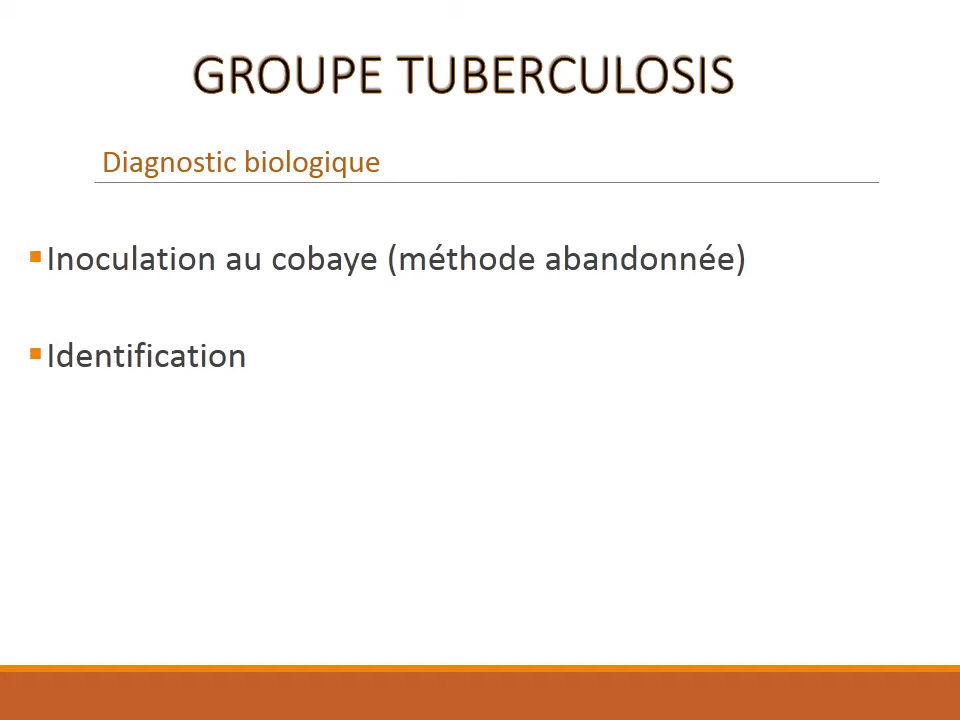 GROUPE TUBERCULOSIS
Diagnostic biologique
Inoculation au cobaye (méthode abandonnée)
Identification